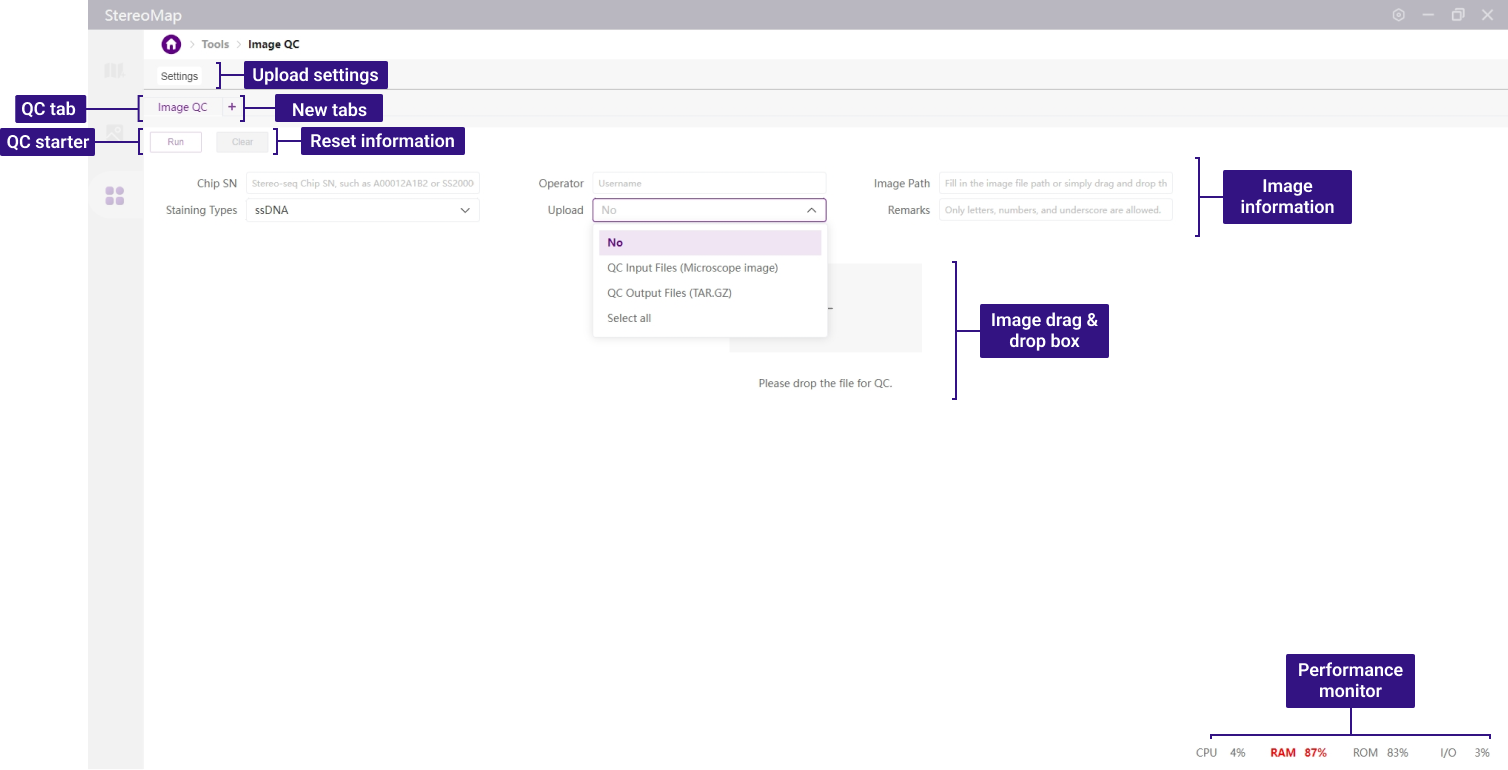 StereoMap
Tools
Image QC
Settings
Upload settings
QC tab
Image QC
+
New tabs
QC starter
Run
Clear
Reset information
Chip SN
Stereo-seq Chip SN, such as A00012A1B2 or SS2000
Operator
Username
Image Path
Fill in the image file path or simply drag and drop th
Staining Types
ssDNA
Upload
No
Remarks
Only letters, numbers, and underscore are allowed.
Image
information
No
QC Input Files (Microscope image)
QC Output Files (TAR.GZ)
Select all
Image drag &
drop box
Please drop the file for QC.
Performance
monitor
CPU 4% RAM 87% ROM 83% I/O 3%